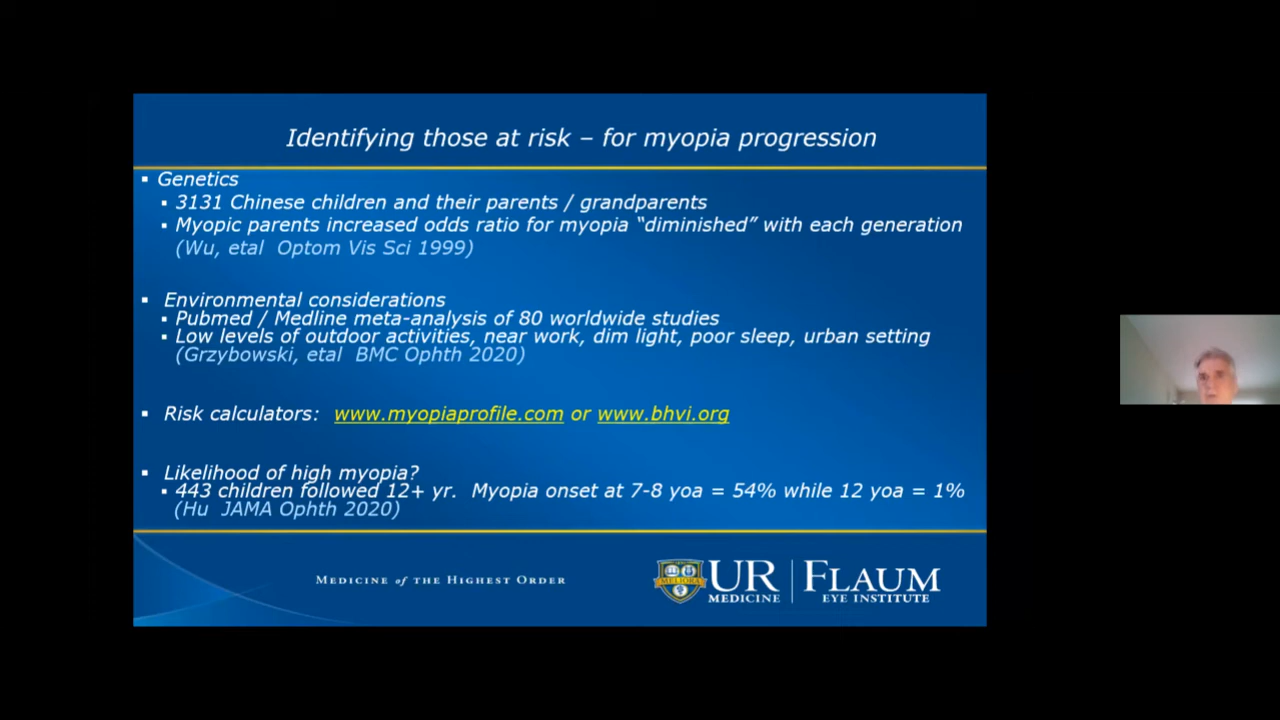 Identifying those at risk – for myopia progression
▪ Genetics
▪ 3131 Chinese children and their parents / grandparents
▪ Myopic parents increased odds ratio for myopia “diminished” with each generation
(Wu, etal Optom Vis Sci 1999)
▪ Environmental considerations
▪ Pubmed / Medline meta-analysis of 80 worldwide studies
▪ Low levels of outdoor activities, near work, dim light, poor sleep, urban setting
(Grzybowski, etal BMC Ophth 2020)
▪ Risk calculators: www.myopiaprofile.com or www.bhvi.org
▪ Likelihood of high myopia?
▪ 443 children followed 12+ yr. Myopia onset at 7-8 yoa = 54% while 12 yoa = 1%
(Hu JAMA Ophth 2020)
MEDICINE of THE HIGHEST ORDER
MELIORA
UR
MEDICINE
FLAUM
EYE INSTITUTE